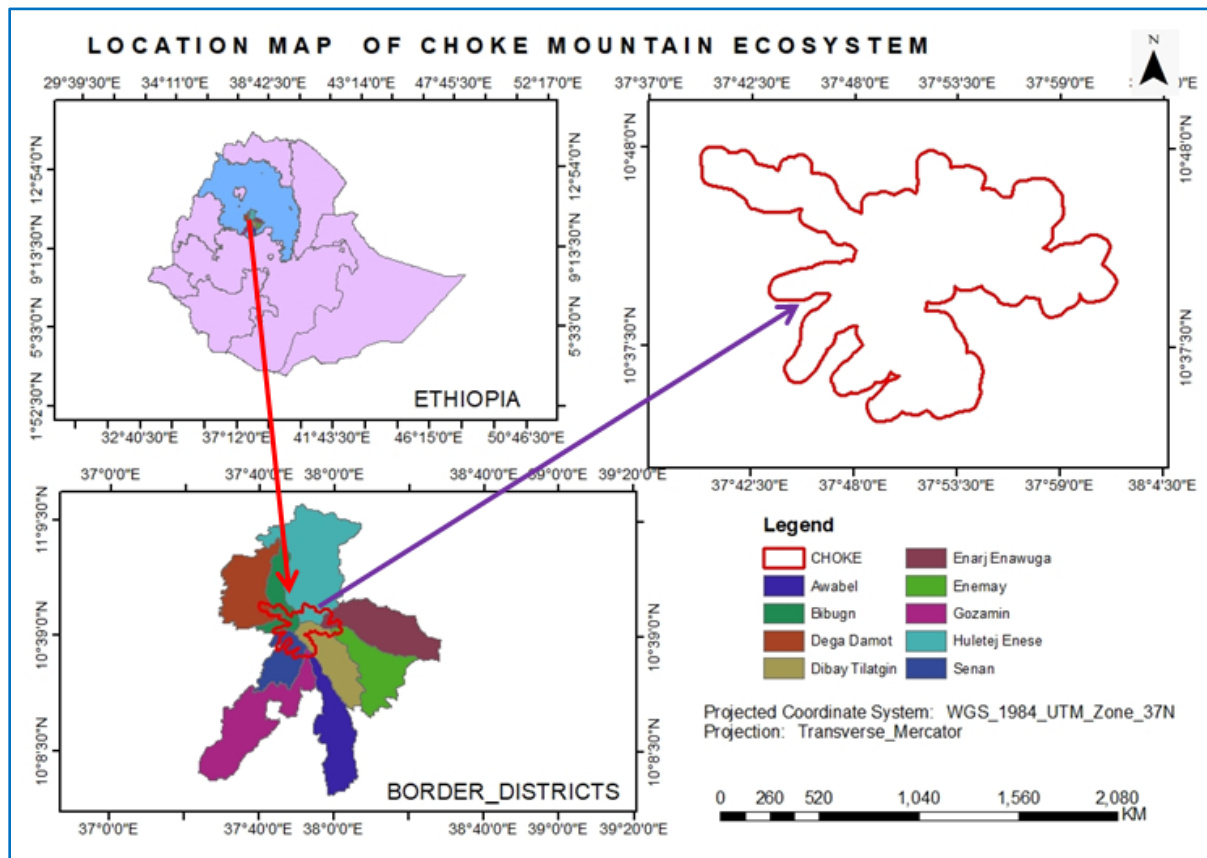 LOCATION MAP OF CHOKE MOUNTAIN ECOSYSTEM
N
29°39'30"E 34°11'0"E 38°42'30"E 43°14'0"E 47°45'30"E 52°17'0"E
12°54'0"N
9°13'30"N
5°33'0"N
1°52'30"N
12°54'0"N
9°13'30"N
5°33'0"N
ETHIOPIA
32°40'30"E 37°12'0"E 41°43'30"E 46°15'0"E 50°46'30"E
37°37'0"E 37°42'30"E 37°48'0"E 37°53'30"E 37°59'0"E
10°48'0"N
10°37'30"N
10°48'0"N
10°37'30"N
37°42'30"E 37°48'0"E 37°53'30"E 37°59'0"E 38°4'30"E
37°0'0"E 37°40'0"E 38°0'0"E 38°40'0"E 39°0'0"E 39°20'0"E
11°9'30"N
10°39'0"N
10°8'30"N
10°39'0"N
10°8'30"N
BORDER_DISTRICTS
37°0'0"E 37°40'0"E 38°0'0"E 38°40'0"E 39°0'0"E 39°20'0"E
Legend
CHOKE
Awabel
Bibugn
Dega Damot
Dibay Tilatgin
Enarj Enawuga
Enemay
Gozamin
Huletej Enese
Senan
Projected Coordinate System: WGS_1984_UTM_Zone_37N
Projection: Transverse_Mercator
0 260 520 1,040 1,560 2,080
KM